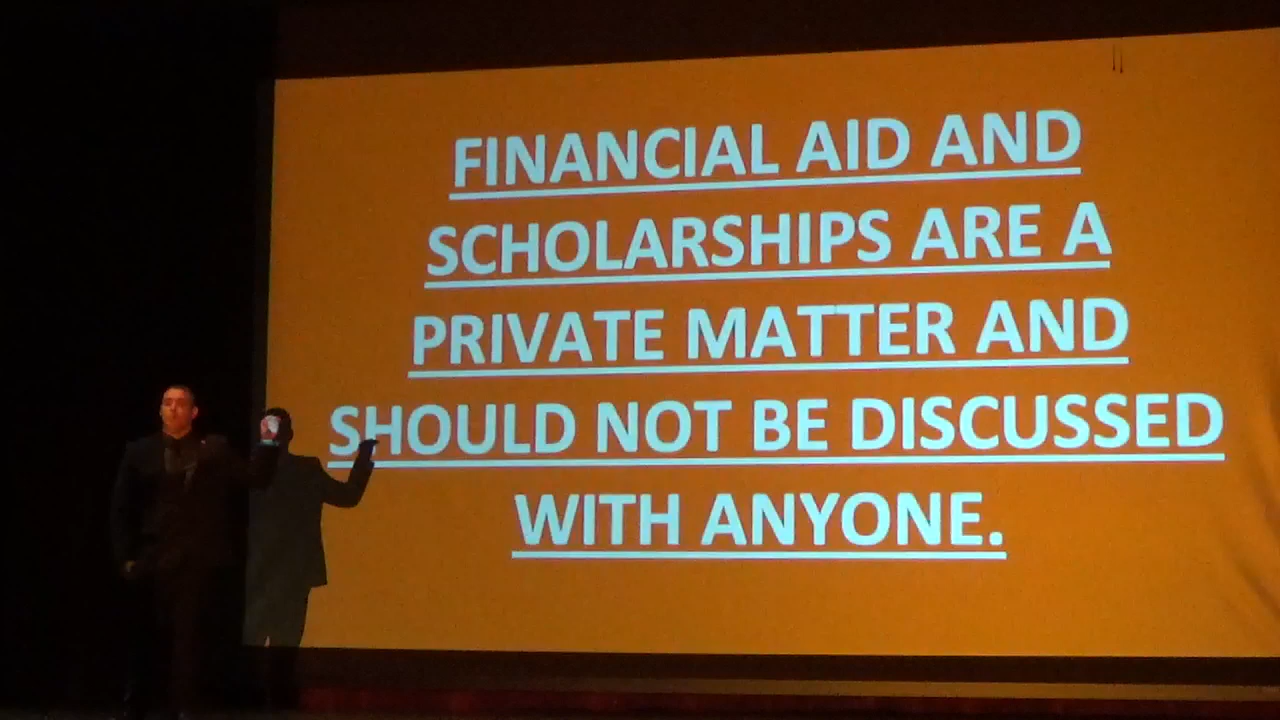 FINANCIAL AID AND
SCHOLARSHIPS ARE A
PRIVATE MATTER AND
SHOULD NOT BE DISCUSSED
WITH ANYONE.